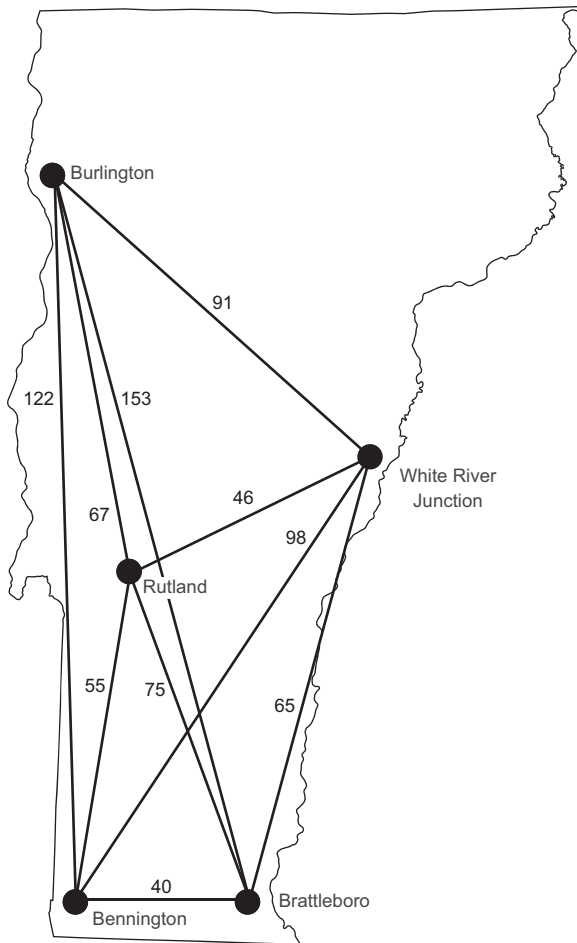 Burlington
91
122
153
White River
Junction
46
67
98
Rutland
55
75
65
40
Bennington
Brattleboro